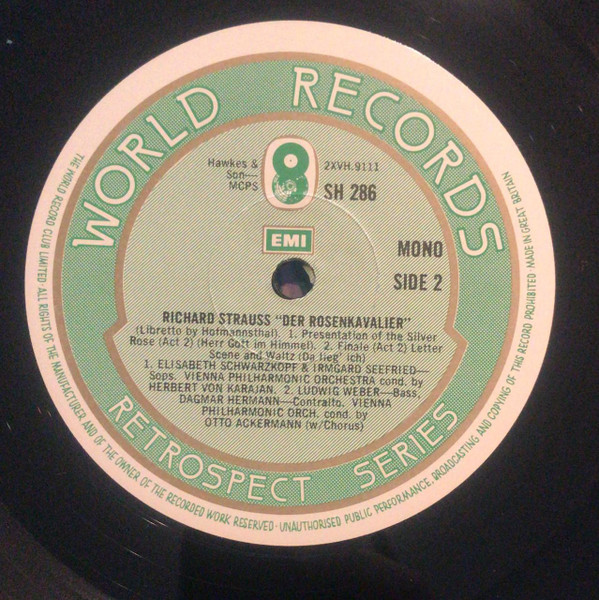 WORLD RECORDS
Hawkes &
Son—
MCPS
2XVH.9111
SH 286
EMI
MONO
SIDE 2
RICHARD STRAUSS "DER ROSENKAVALIER"
(Libretto by Hofmannsthal). 1. Presentation of the Silver
Rose (Act 2) (Herr Gott im Himmel). 2. Finale (Act 2) Letter
Scene and Waltz (Da lieg' ich)
1. ELISABETH SCHWARZKOPF & IRMGARD SEEFRIED—
Sops. VIENNA PHILHARMONIC ORCHESTRA cond. by
HERBERT VON KARAJAN. 2. LUDWIG WEBER—Bass,
DAGMAR HERMANN—Contralto. VIENNA
PHILHARMONIC ORCH. cond. by
OTTO ACKERMANN (w/Chorus)
RETROSPECT SERIES
THE WORLD RECORD CLUB LIMITED · ALL RIGHTS OF THE MANUFACTURER AND OF THE OWNER OF THE RECORDED WORK RESERVED · UNAUTHORISED PUBLIC PERFORMANCE, BROADCASTING AND COPYING OF THIS RECORD PROHIBITED · MADE IN GREAT BRITAIN